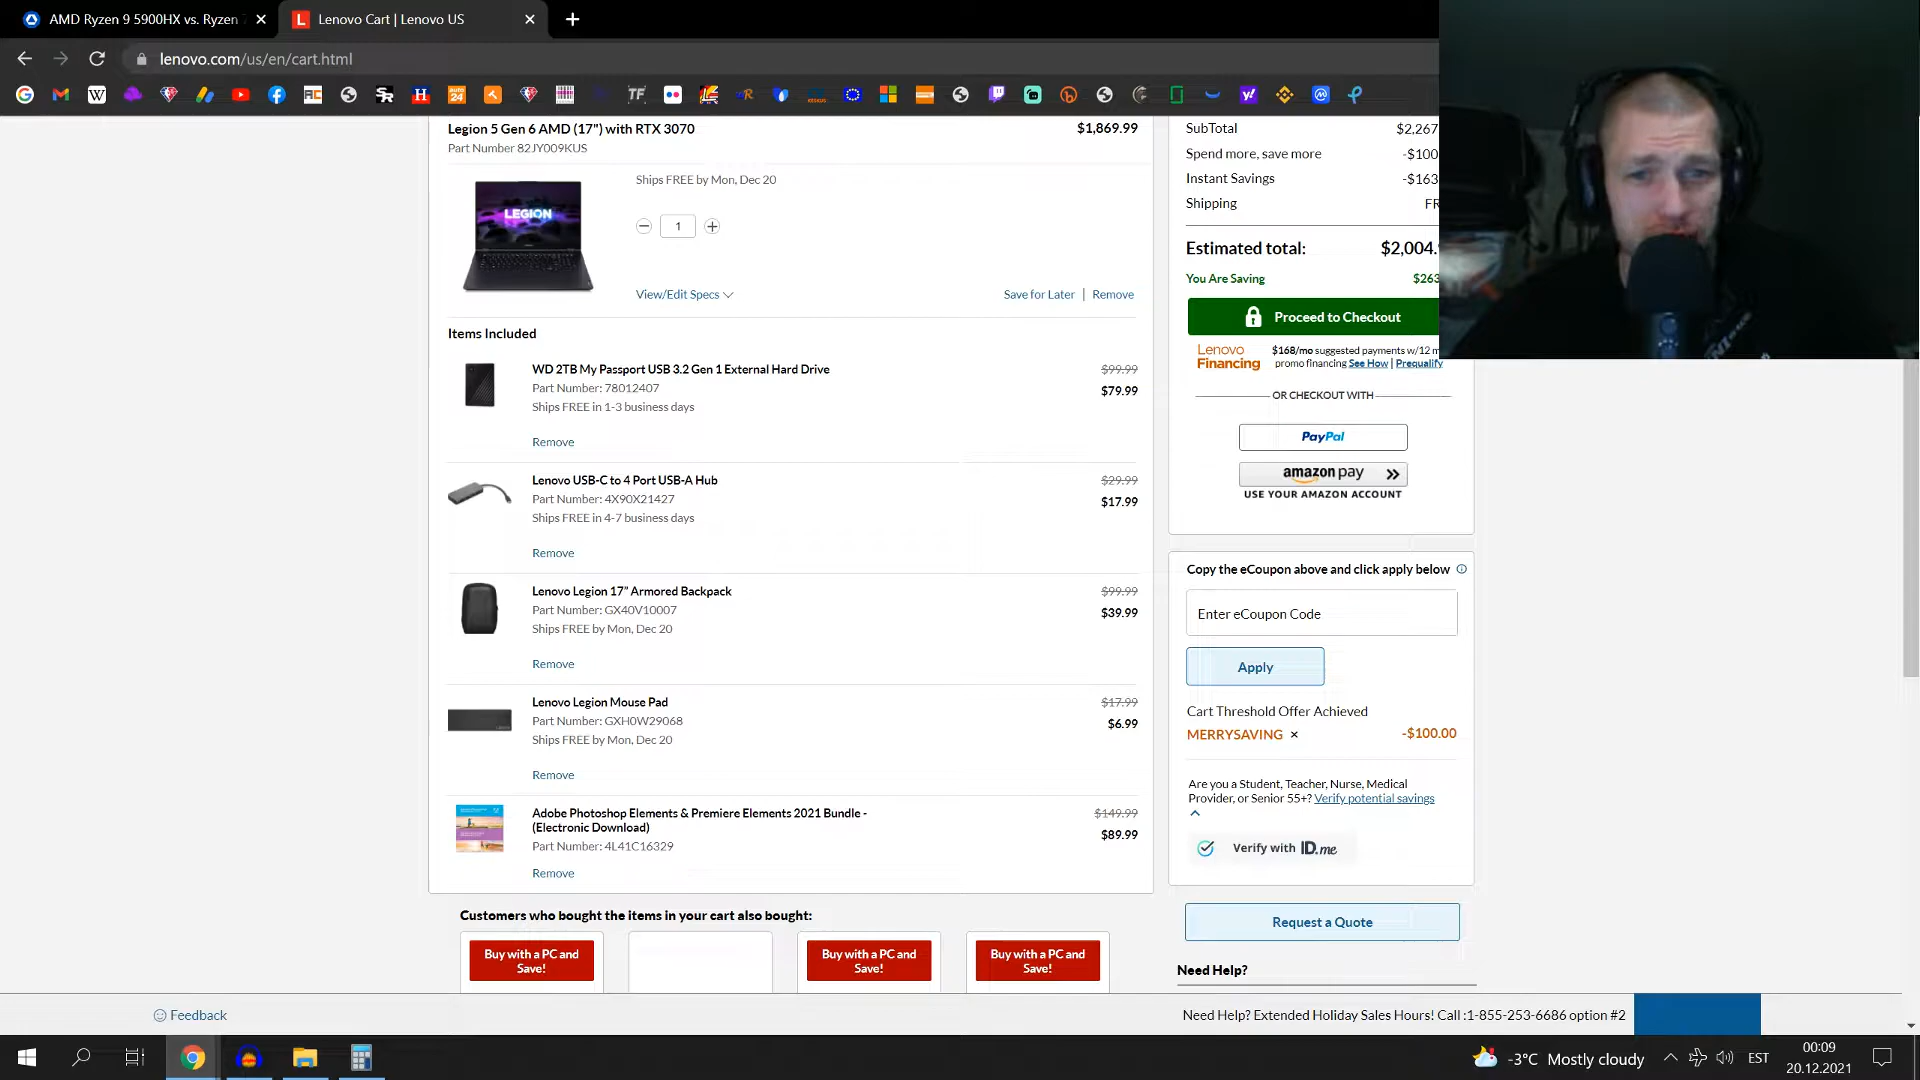 AMD Ryzen 9 5900HX vs. Ryzen
Lenovo Cart | Lenovo US
lenovo.com/us/en/cart.html
Legion 5 Gen 6 AMD (17") with RTX 3070
$1,869.99
Part Number 82JY009KUS
Ships FREE by Mon, Dec 20
LEGION
1
View/Edit Specs
Save for Later | Remove
Items Included
WD 2TB My Passport USB 3.2 Gen 1 External Hard Drive
$99.99
Part Number: 78012407
$79.99
Ships FREE in 1-3 business days
Remove
Lenovo USB-C to 4 Port USB-A Hub
$29.99
Part Number: 4X90X21427
$17.99
Ships FREE in 4-7 business days
Remove
Lenovo Legion 17” Armored Backpack
$99.99
Part Number: GX40V10007
$39.99
Ships FREE by Mon, Dec 20
Remove
Lenovo Legion Mouse Pad
$17.99
Part Number: GXH0W29068
$6.99
Ships FREE by Mon, Dec 20
Remove
Adobe Photoshop Elements & Premiere Elements 2021 Bundle -
(Electronic Download)
$149.99
$89.99
Part Number: 4L41C16329
Remove
Customers who bought the items in your cart also bought:
Buy with a PC and
Save!
Buy with a PC and
Save!
Buy with a PC and
Save!
SubTotal $2,267
Spend more, save more -$100
Instant Savings -$163
Shipping FR
Estimated total: $2,004.
You Are Saving $263
Proceed to Checkout
Lenovo
Financing
$168/mo suggested payments w/12 m
promo financing See How | Prequalify
OR CHECKOUT WITH
PayPal
amazon pay
USE YOUR AMAZON ACCOUNT
Copy the eCoupon above and click apply below
Enter eCoupon Code
Apply
Cart Threshold Offer Achieved
MERRYSAVING × -$100.00
Are you a Student, Teacher, Nurse, Medical
Provider, or Senior 55+? Verify potential savings
Verify with ID.me
Request a Quote
Need Help?
Feedback
Need Help? Extended Holiday Sales Hours! Call :1-855-253-6686 option #2
-3°C Mostly cloudy
EST
00:09
20.12.2021